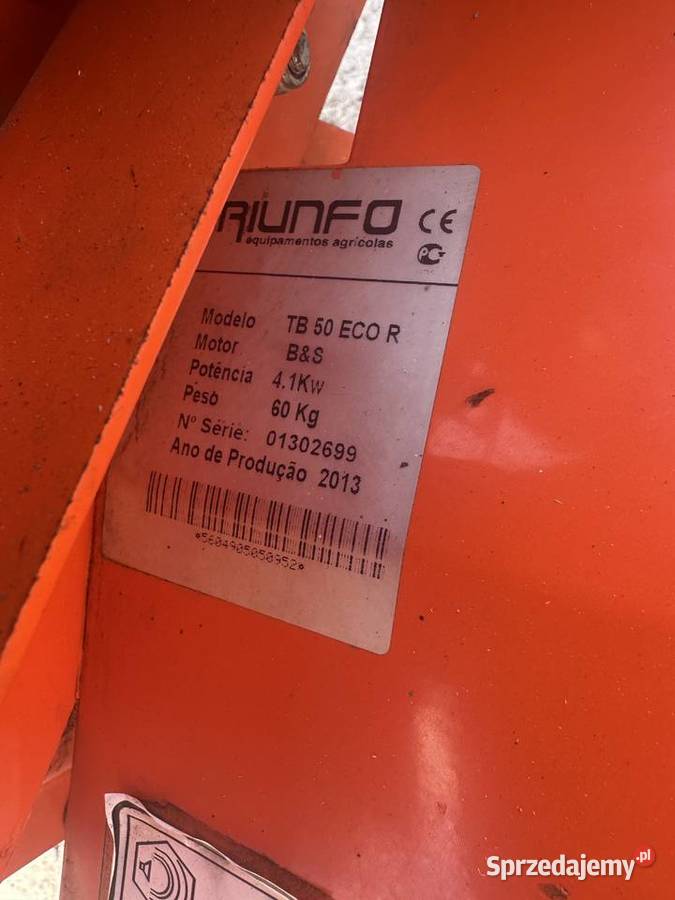 RIUNFO CE
equipamentos agrícolas
Modelo TB 50 ECO R
Motor B&S
Potência 4.1Kw
Peso 60 Kg
Nº Série: 01302699
Ano de Produção 2013
*5604905050952*
Sprzedajemy.pl